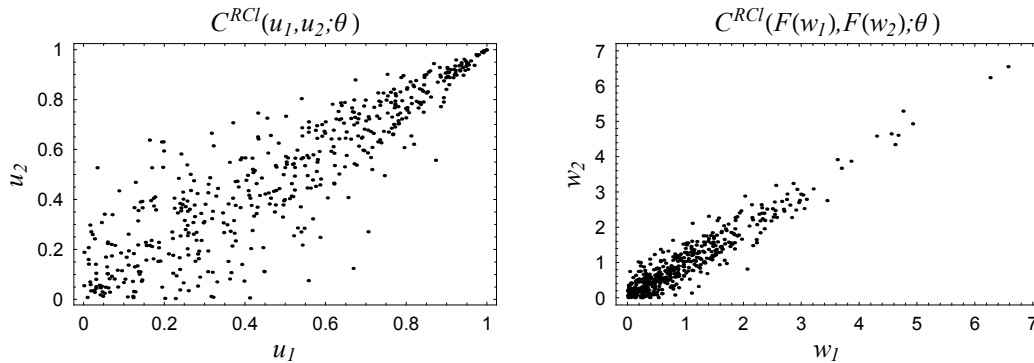 C^{RCl}(u_1,u_2;θ)
1
0.8
0.6
0.4
0.2
0
u_2
0 0.2 0.4 0.6 0.8 1
u_1
C^{RCl}(F(w_1),F(w_2);θ)
7
6
5
4
3
2
1
0
w_2
0 1 2 3 4 5 6 7
w_1